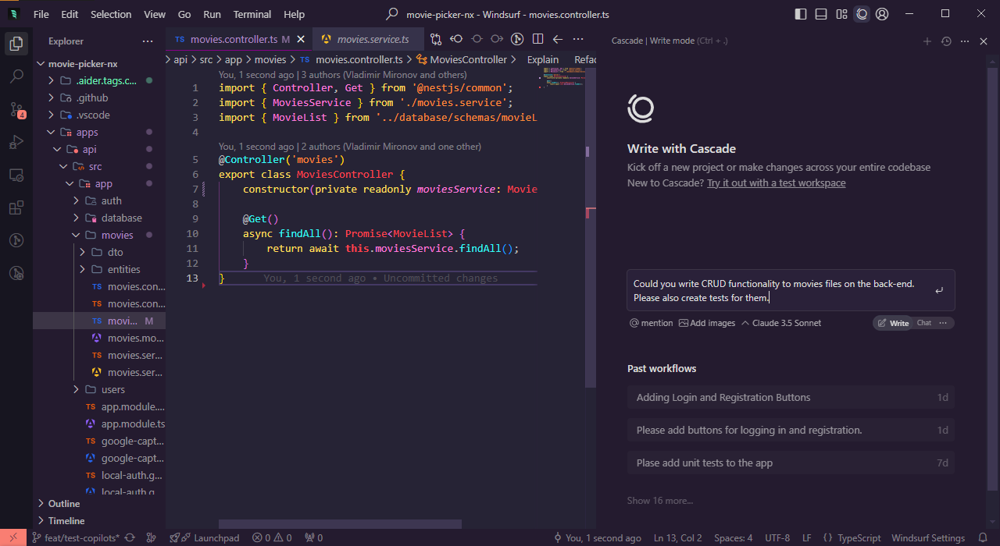 File Edit Selection View Go Run Terminal Help movie-picker-nx - Windsurf - movies.controller.ts
Explorer
movie-picker-nx
.aider.tags.c...
.github
.vscode
apps
api
src
app
auth
database
movies
dto
entities
TS movies.con...
TS movies.con...
TS movi... M
movies.mo...
TS movies.ser...
movies.ser...
users
TS app.module....
app.module.ts
TS google-capt...
google-capt...
TS local-auth.g...
local-auth.g
Outline
Timeline
4
TS movies.controller.ts M movies.service.ts
api > src > app > movies > TS movies.controller.ts > MoviesController > Explain Refac
You, 1 second ago | 3 authors (Vladimir Mironov and others)
1 import { Controller, Get } from '@nestjs/common';
2 import { MoviesService } from './movies.service';
3 import { MovieList } from '../database/schemas/movieL
4
You, 1 second ago | 2 authors (Vladimir Mironov and one other)
5 @Controller('movies')
6 export class MoviesController {
7 constructor(private readonly moviesService: Movie
8
9 @Get()
10 async findAll(): Promise<MovieList> {
11 return await this.moviesService.findAll();
12 }
13 } You, 1 second ago • Uncommitted changes
Cascade | Write mode (Ctrl + .)
Write with Cascade
Kick off a new project or make changes across your entire codebase
New to Cascade? Try it out with a test workspace
Could you write CRUD functionality to movies files on the back-end.
Please also create tests for them.
@ mention Add images Claude 3.5 Sonnet Write Chat ...
Past workflows
Adding Login and Registration Buttons 1d
Please add buttons for logging in and registration. 1d
Plase add unit tests to the app 7d
Show 16 more...
feat/test-copilots* Launchpad 0 0 0 You, 1 second ago Ln 13, Col 2 Spaces: 4 UTF-8 LF {} TypeScript Windsurf Settings